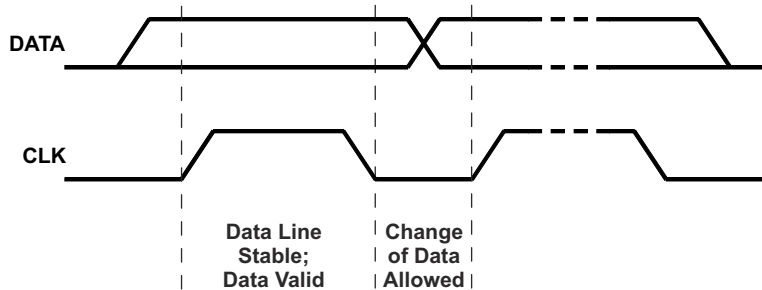 DATA
CLK
Data Line
Stable;
Data Valid
Change
of Data
Allowed